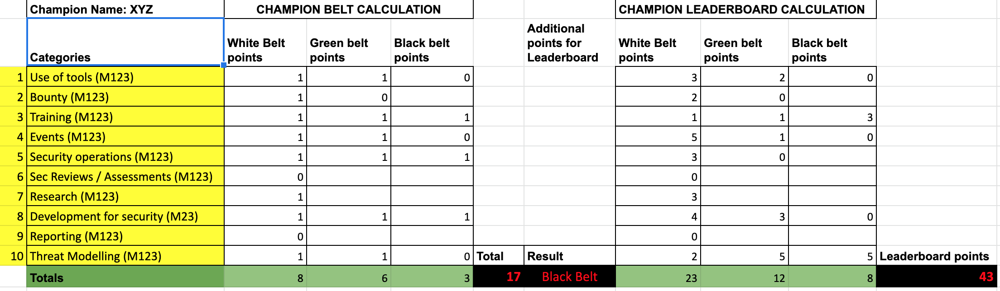 Champion Name: XYZ CHAMPION BELT CALCULATION CHAMPION LEADERBOARD CALCULATION
Categories White Belt points Green belt points Black belt points Additional points for Leaderboard White Belt points Green belt points Black belt points
1 Use of tools (M123) 1 1 0 3 2 0
2 Bounty (M123) 1 0 2 0
3 Training (M123) 1 1 1 1 1 3
4 Events (M123) 1 1 0 5 1 0
5 Security operations (M123) 1 1 1 3 0
6 Sec Reviews / Assessments (M123) 0 0
7 Research (M123) 1 3
8 Development for security (M23) 1 1 1 4 3 0
9 Reporting (M123) 0 0
10 Threat Modelling (M123) 1 1 0 Total Result 2 5 5 Leaderboard points
Totals 8 6 3 17 Black Belt 23 12 8 43